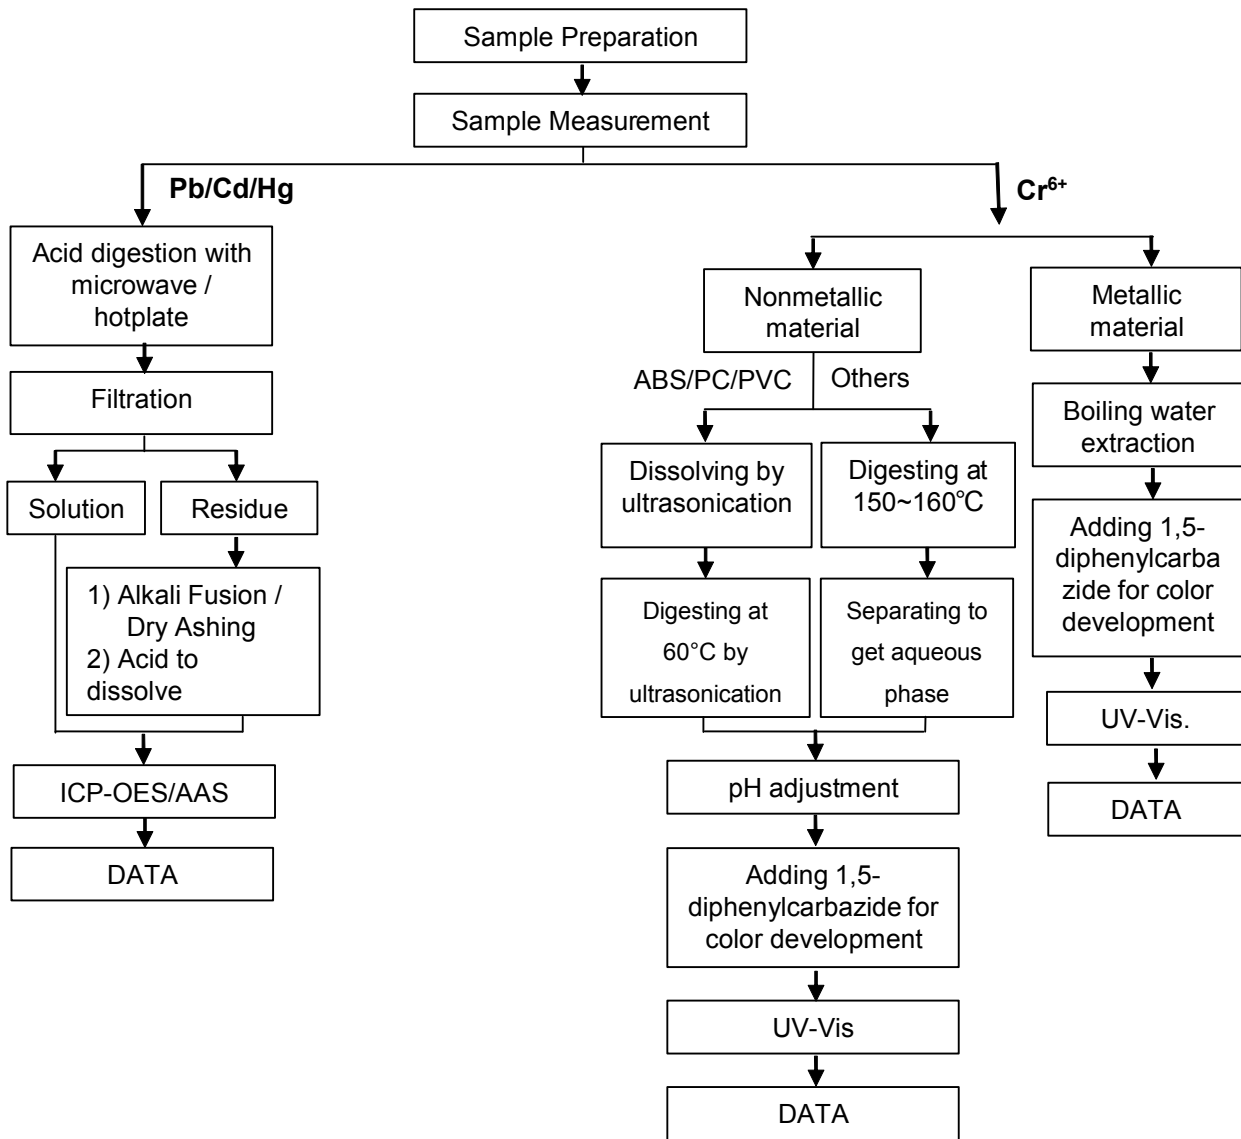 Sample Preparation
Sample Measurement
Pb/Cd/Hg
Cr⁶⁺
Acid digestion with
microwave /
hotplate
Filtration
Solution
Residue
1) Alkali Fusion /
Dry Ashing
2) Acid to
dissolve
ICP-OES/AAS
DATA
Nonmetallic
material
ABS/PC/PVC
Others
Dissolving by
ultrasonication
Digesting at
150~160℃
Digesting at
60°C by
ultrasonication
Separating to
get aqueous
phase
pH adjustment
Adding 1,5-
diphenylcarbazide for
color development
UV-Vis
DATA
Metallic
material
Boiling water
extraction
Adding 1,5-
diphenylcarba
zide for color
development
UV-Vis.
DATA